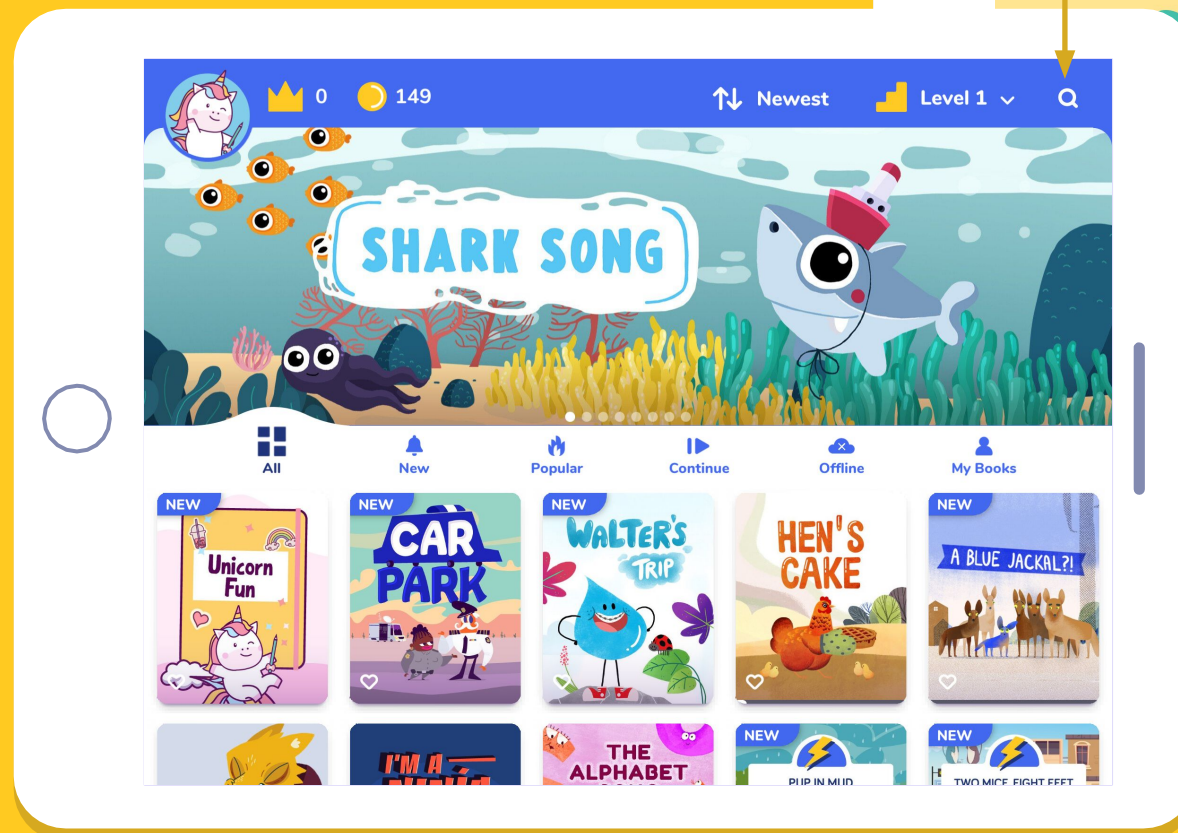 0
149
Newest
Level 1
SHARK SONG
All
New
Popular
Continue
Offline
My Books
NEW
Unicorn
Fun
NEW
CAR
PARK
NEW
WALTER'S
TRIP
HEN'S
CAKE
NEW
A BLUE JACKAL?!
I'M A
THE
ALPHABET
NEW
PUP IN MUD
NEW
TWO MICE, EIGHT FEET